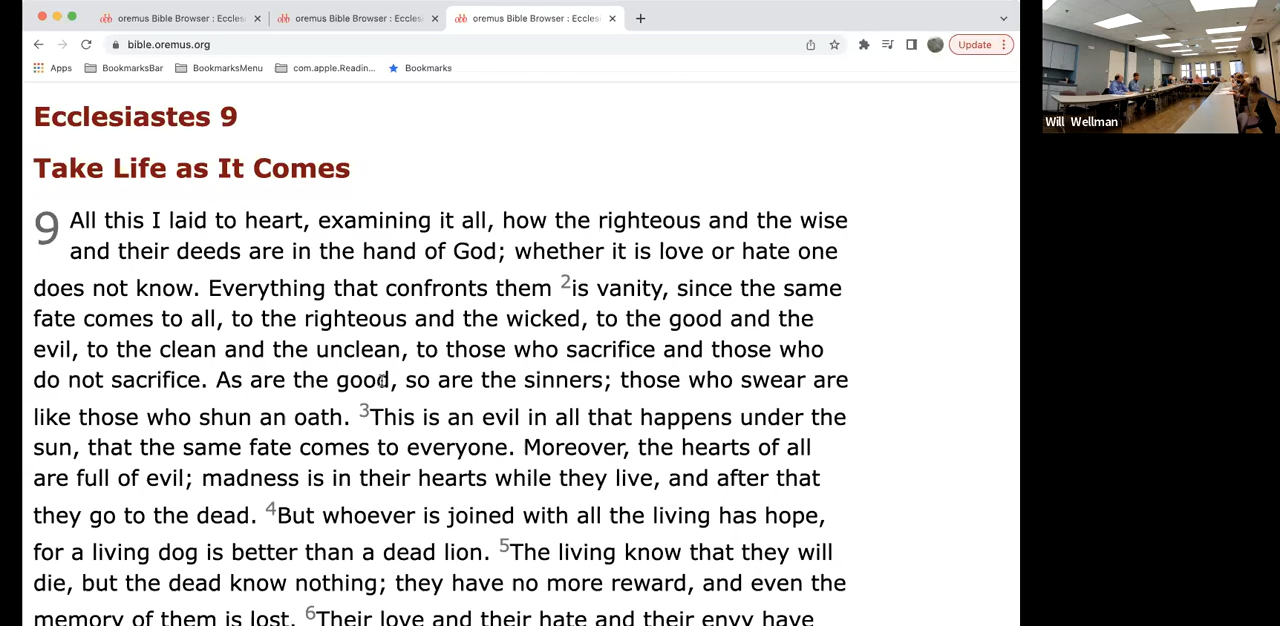 oremus Bible Browser : Eccles
oremus Bible Browser : Eccles
oremus Bible Browser : Eccles
bible.oremus.org
Update
Apps
BookmarksBar
BookmarksMenu
com.apple.Readin...
Bookmarks
Will Wellman
Ecclesiastes 9
Take Life as It Comes
9 All this I laid to heart, examining it all, how the righteous and the wise
and their deeds are in the hand of God; whether it is love or hate one
does not know. Everything that confronts them 2is vanity, since the same
fate comes to all, to the righteous and the wicked, to the good and the
evil, to the clean and the unclean, to those who sacrifice and those who
do not sacrifice. As are the good, so are the sinners; those who swear are
like those who shun an oath. 3This is an evil in all that happens under the
sun, that the same fate comes to everyone. Moreover, the hearts of all
are full of evil; madness is in their hearts while they live, and after that
they go to the dead. 4But whoever is joined with all the living has hope,
for a living dog is better than a dead lion. 5The living know that they will
die, but the dead know nothing; they have no more reward, and even the
memory of them is lost. 6Their love and their hate and their envy have